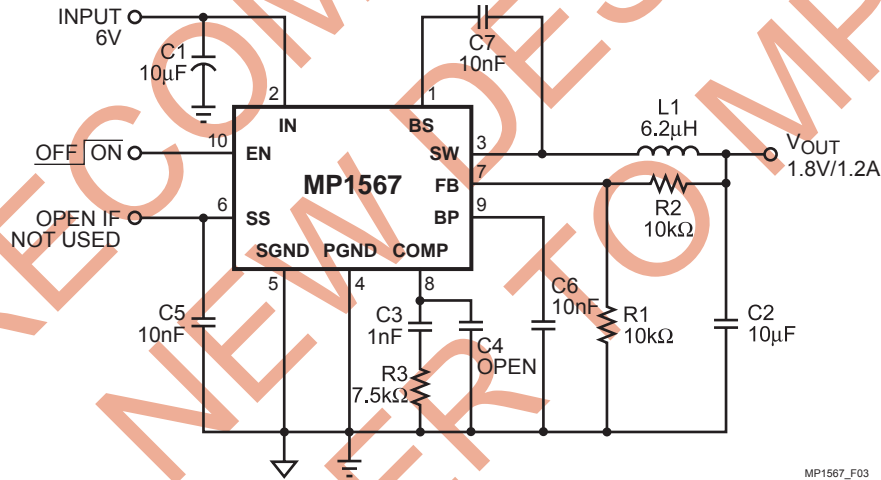 INPUT
6V
C1
10µF
C7
10nF
2
1
IN
BS
L1
6.2µH
10
OFF ON
EN
SW
3
VOUT
1.8V/1.2A
MP1567
FB
7
R2
10kΩ
OPEN IF
NOT USED
6
SS
BP
9
SGND
PGND
COMP
5
4
8
C5
10nF
C3
1nF
C4
OPEN
R3
7.5kΩ
C6
10nF
R1
10kΩ
C2
10µF
MP1567_F03